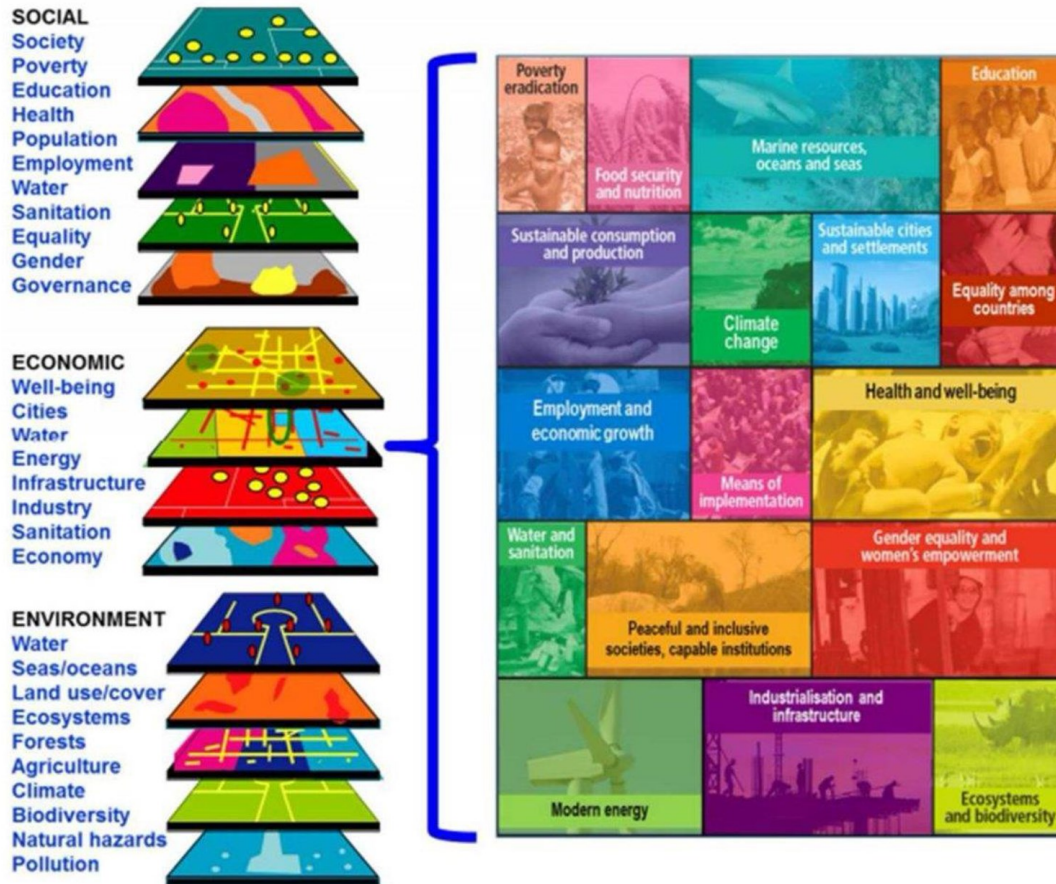 SOCIAL
Society
Poverty
Education
Health
Population
Employment
Water
Sanitation
Equality
Gender
Governance
ECONOMIC
Well-being
Cities
Water
Energy
Infrastructure
Industry
Sanitation
Economy
ENVIRONMENT
Water
Seas/oceans
Land use/cover
Ecosystems
Forests
Agriculture
Climate
Biodiversity
Natural hazards
Pollution
Poverty
eradication
Food security
and nutrition
Marine resources,
oceans and seas
Education
Sustainable consumption
and production
Climate
change
Sustainable cities
and settlements
Equality among
countries
Employment and
economic growth
Means of
implementation
Health and well-being
Water and
sanitation
Peaceful and inclusive
societies, capable institutions
Gender equality and
women's empowerment
Modern energy
Industrialisation and
infrastructure
Ecosystems
and biodiversity